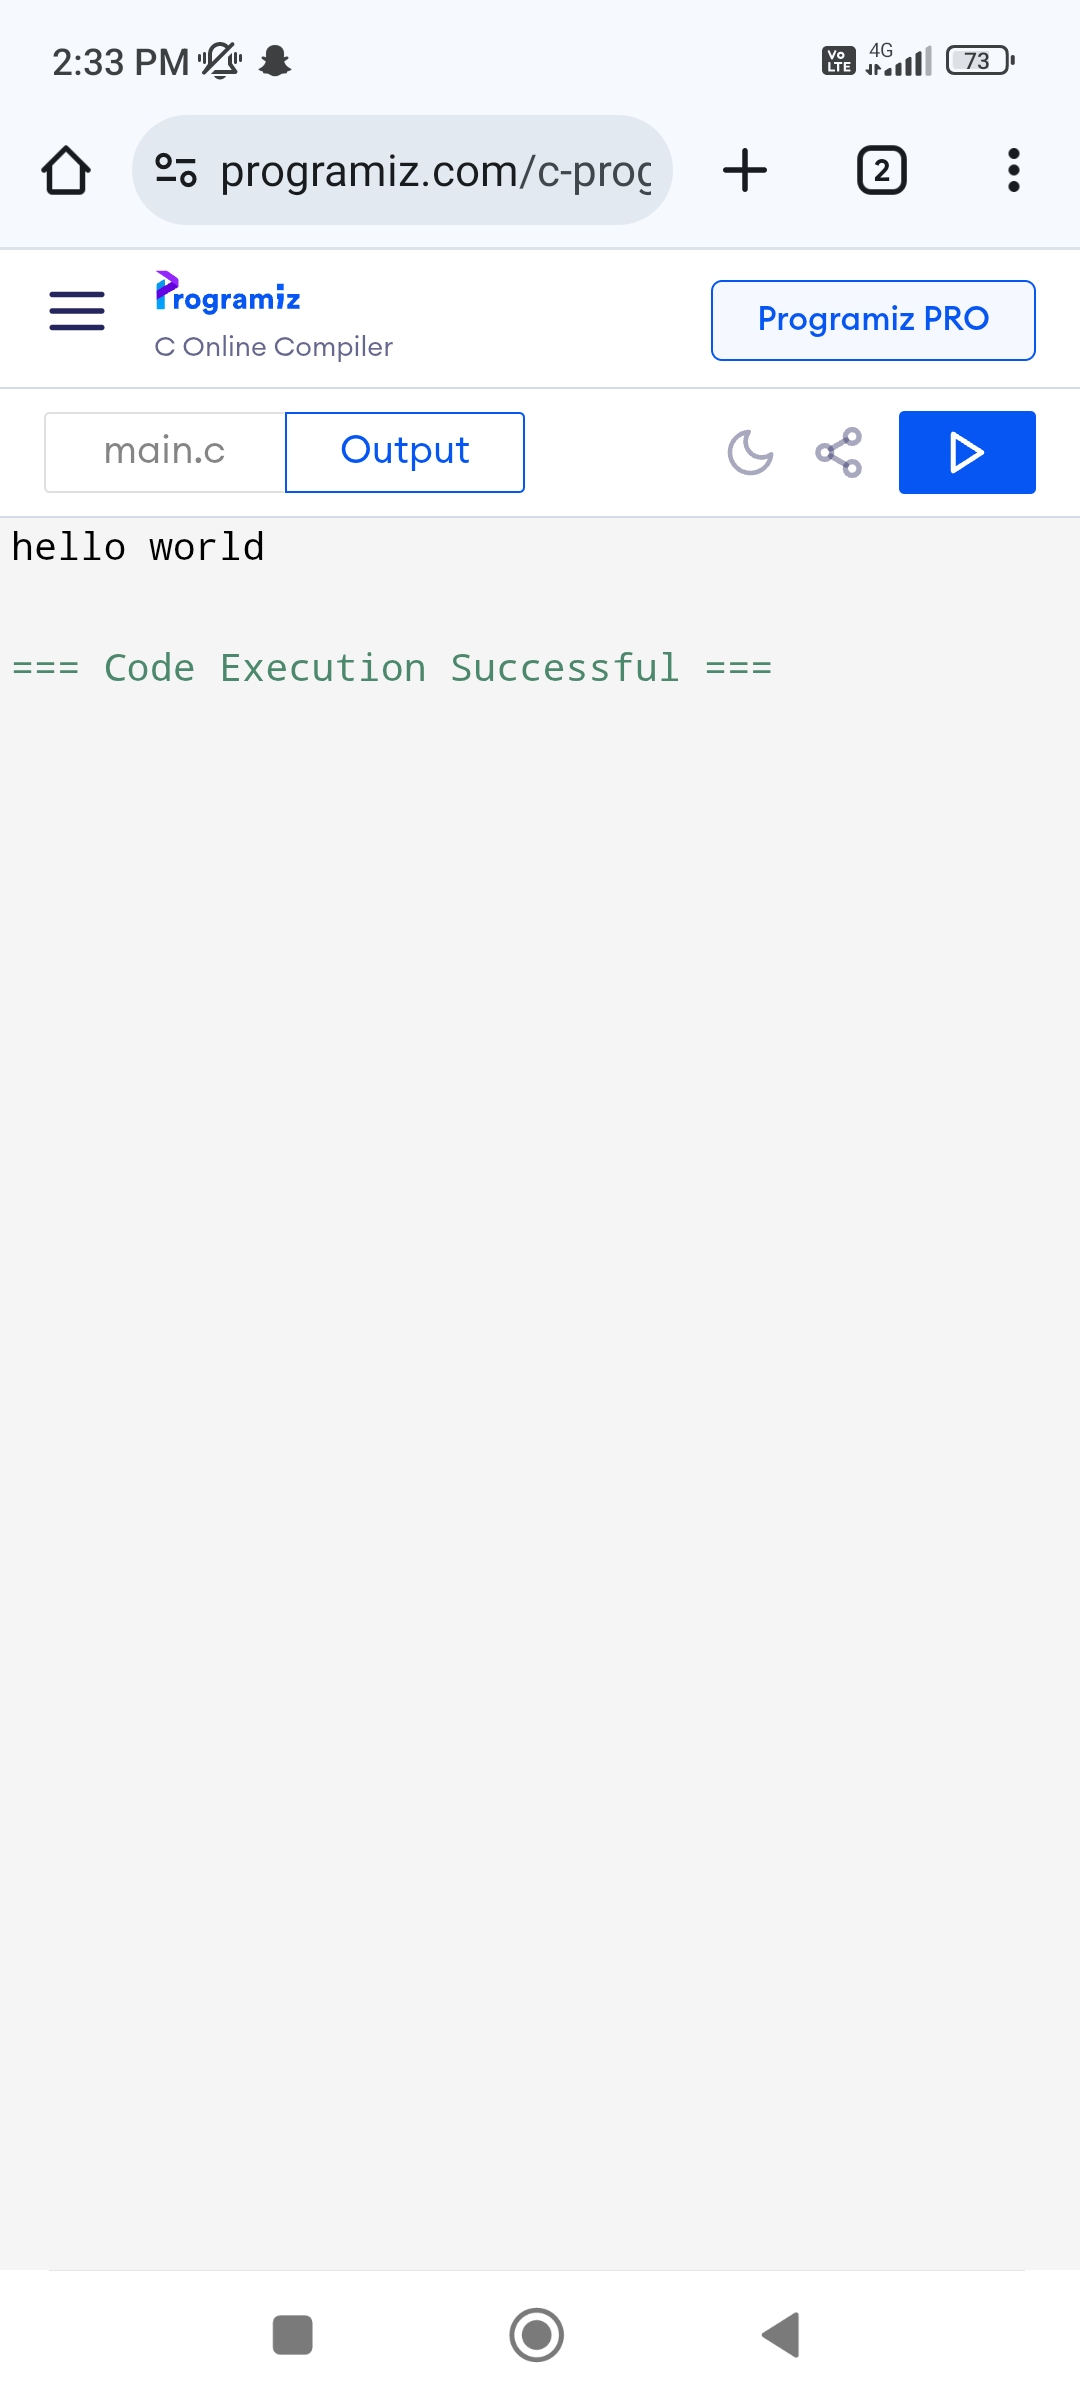 2:33 PM
Vo LTE 4G 73
programiz.com/c-prog
2
Programiz
C Online Compiler
Programiz PRO
main.c
Output
hello world
=== Code Execution Successful ===